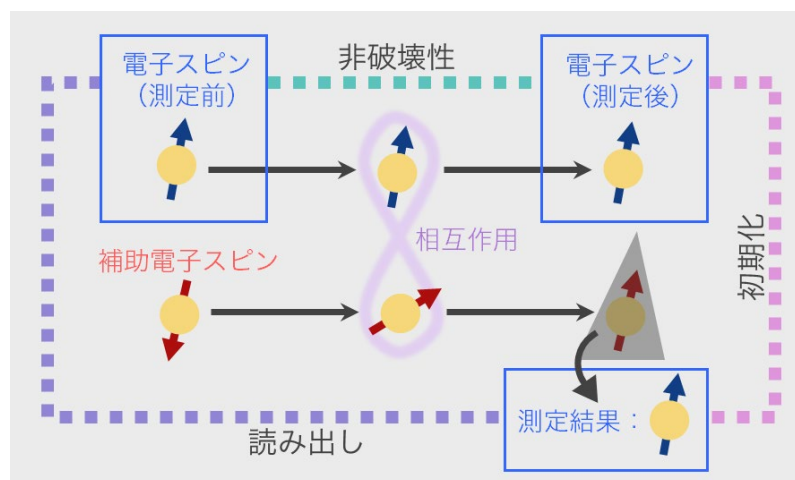 非破壊性
電子スピン
（測定前）
電子スピン
（測定後）
相互作用
補助電子スピン
初期化
測定結果：
読み出し